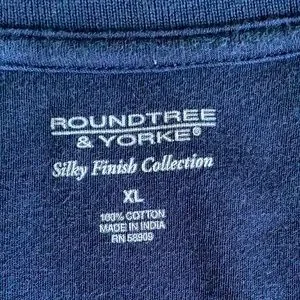 ROUNDTREE
& YORKE®
Silky Finish Collection
XL
100% COTTON
MADE IN INDIA
RN 58909